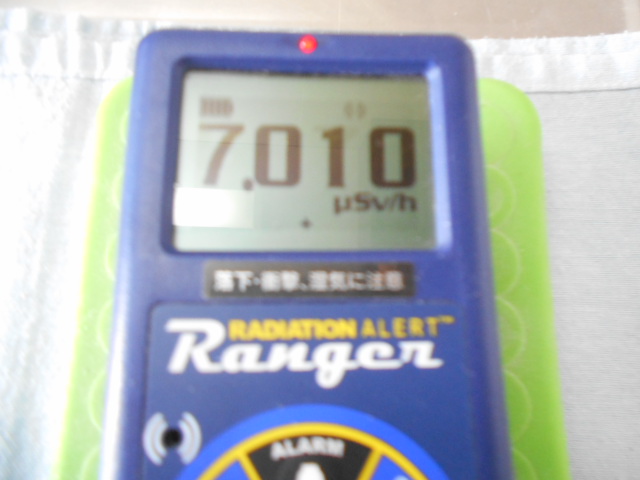 7.010
μSv/h
落下・衝撃、湿気に注意
RADIATION ALERT™
Ranger
ALARM